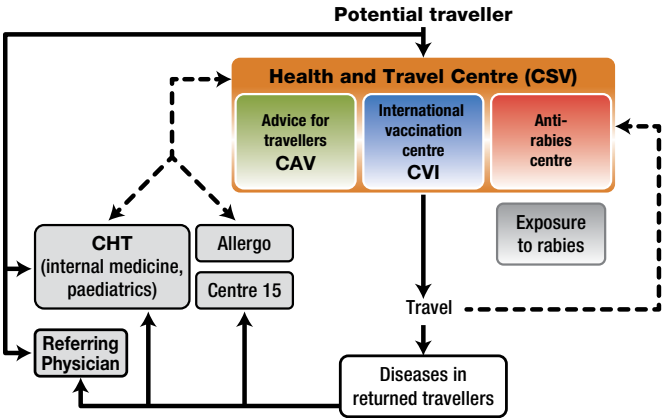 Potential traveller
Health and Travel Centre (CSV)
Advice for
travellers
CAV
International
vaccination
centre
CVI
Anti-
rabies
centre
CHT
(internal medicine,
paediatrics)
Allergo
Centre 15
Exposure
to rabies
Travel
Referring
Physician
Diseases in
returned travellers